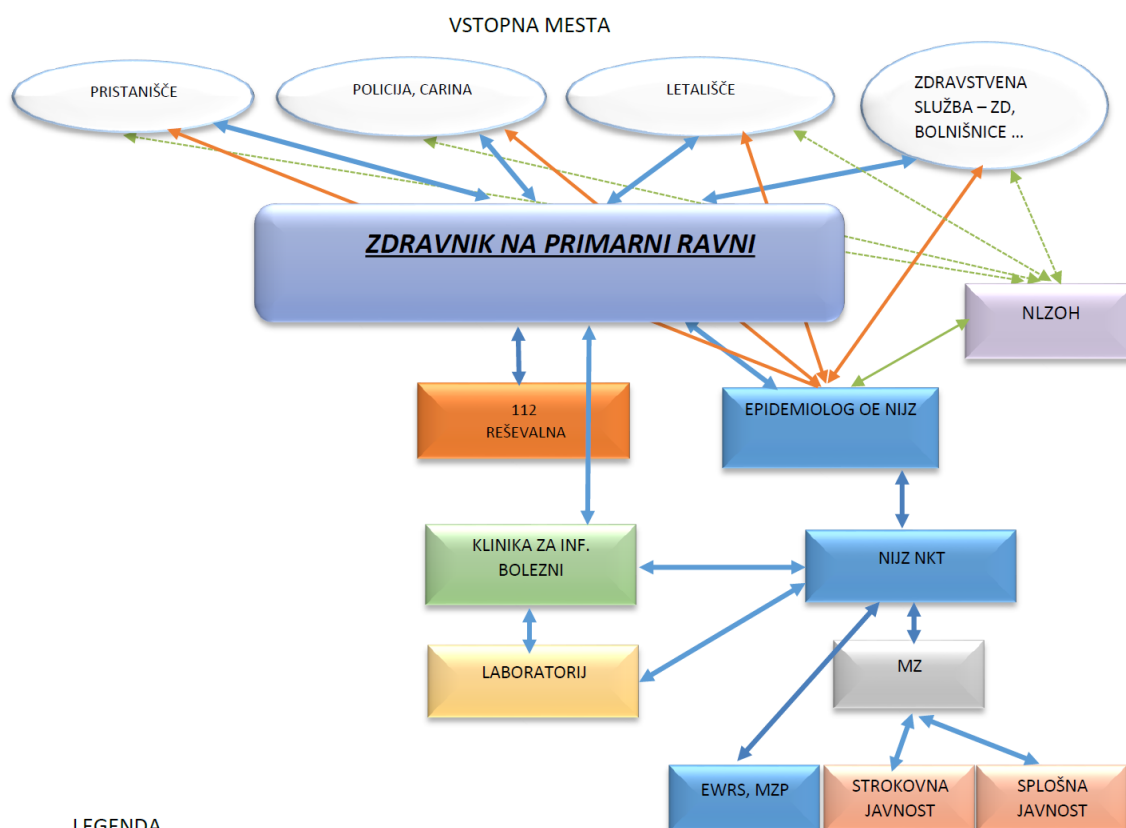 VSTOPNA MESTA
PRISTANIŠČE
POLICIJA, CARINA
LETALIŠČE
ZDRAVSTVENA
SLUŽBA – ZD,
BOLNIŠNICE ...
ZDRAVNIK NA PRIMARNI RAVNI
NLZOH
112
REŠEVALNA
EPIDEMIOLOG OE NIJZ
KLINIKA ZA INF.
BOLEZNI
NIJZ NKT
LABORATORIJ
MZ
EWRS, MZP
STROKOVNA
JAVNOST
SPLOŠNA
JAVNOST
LEGENDA